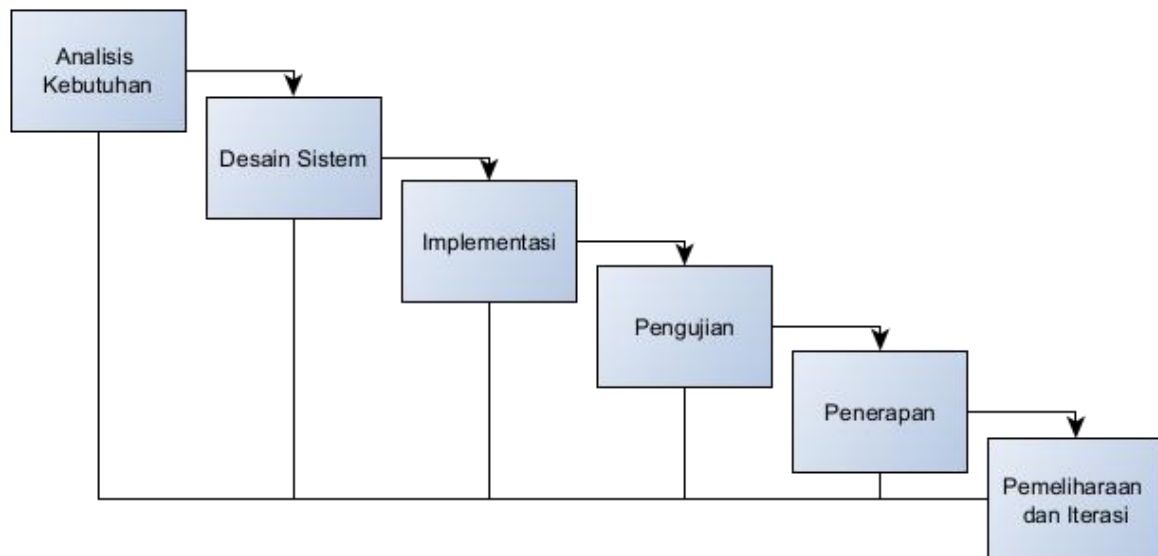 Analisis
Kebutuhan
Desain Sistem
Implementasi
Pengujian
Penerapan
Pemeliharaan
dan Iterasi